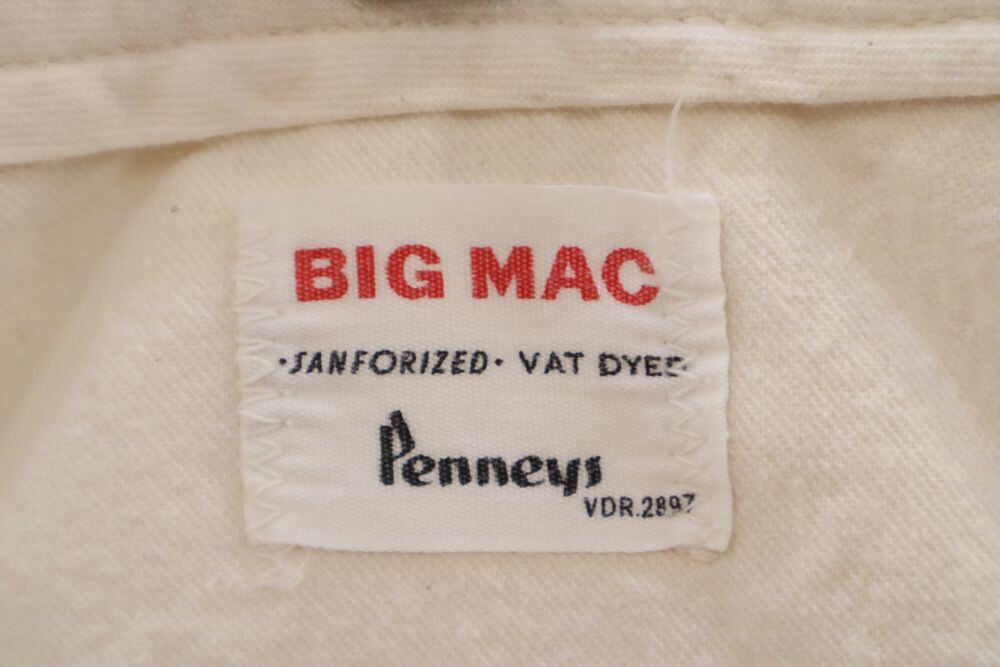 BIG MAC
·SANFORIZED· VAT DYED·
Penneys
VDR.2897